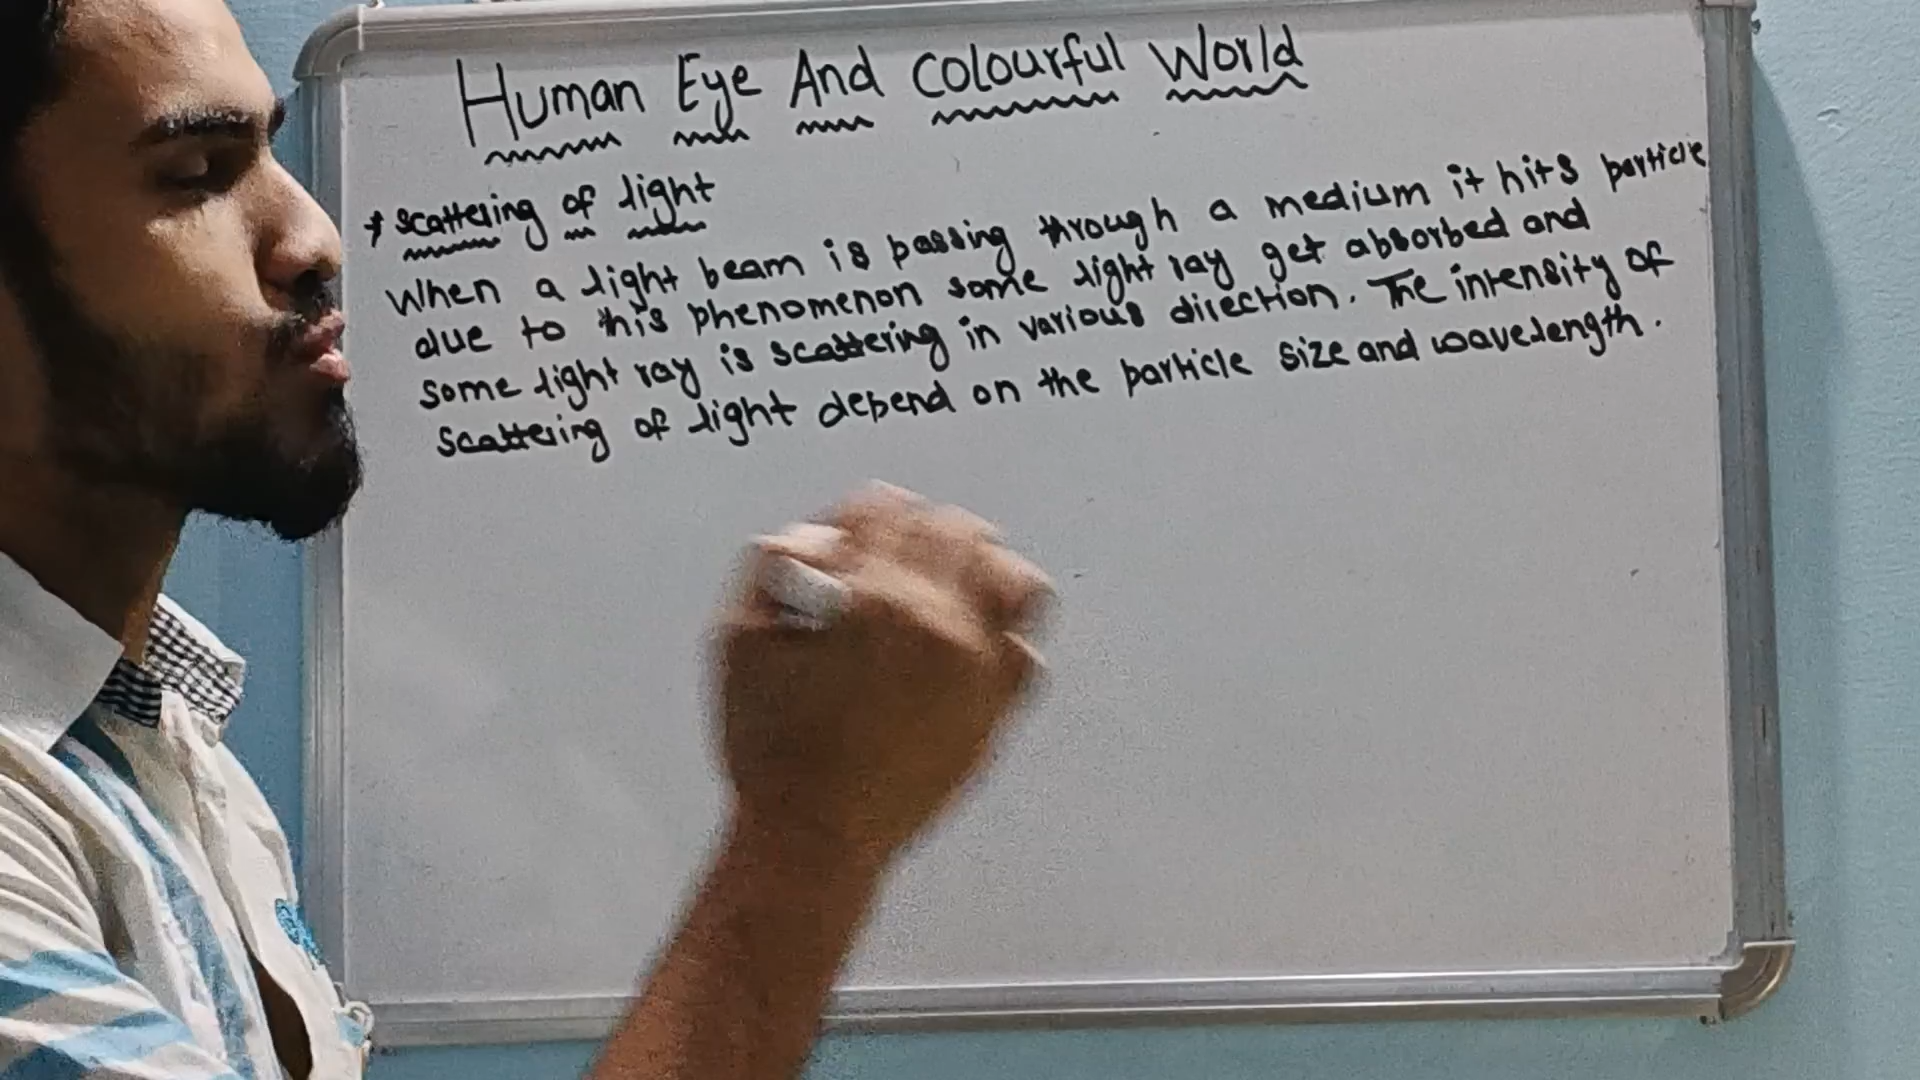 Human Eye And Colourful World
* Scattering of light
When a light beam is passing through a medium it hits particle
due to this phenomenon some light ray get absorbed and
some light ray is scattering in various direction. The intensity of
scattering of light depend on the particle size and wavelength.